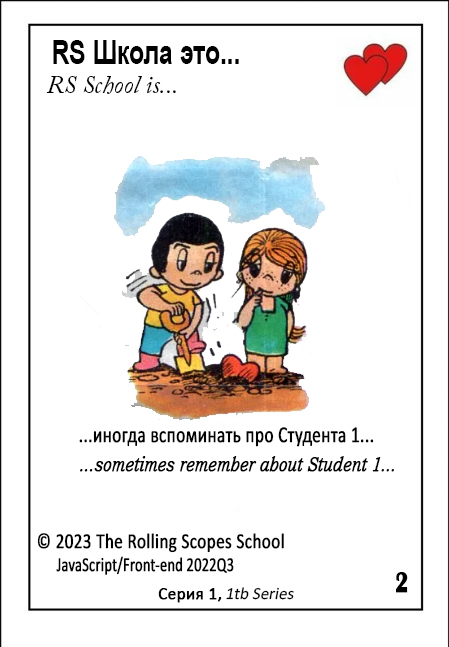 RS Школа это...
RS School is...
...иногда вспоминать про Студента 1...
...sometimes remember about Student 1...
© 2023 The Rolling Scopes School
JavaScript/Front-end 2022Q3
2
Серия 1, 1tb Series